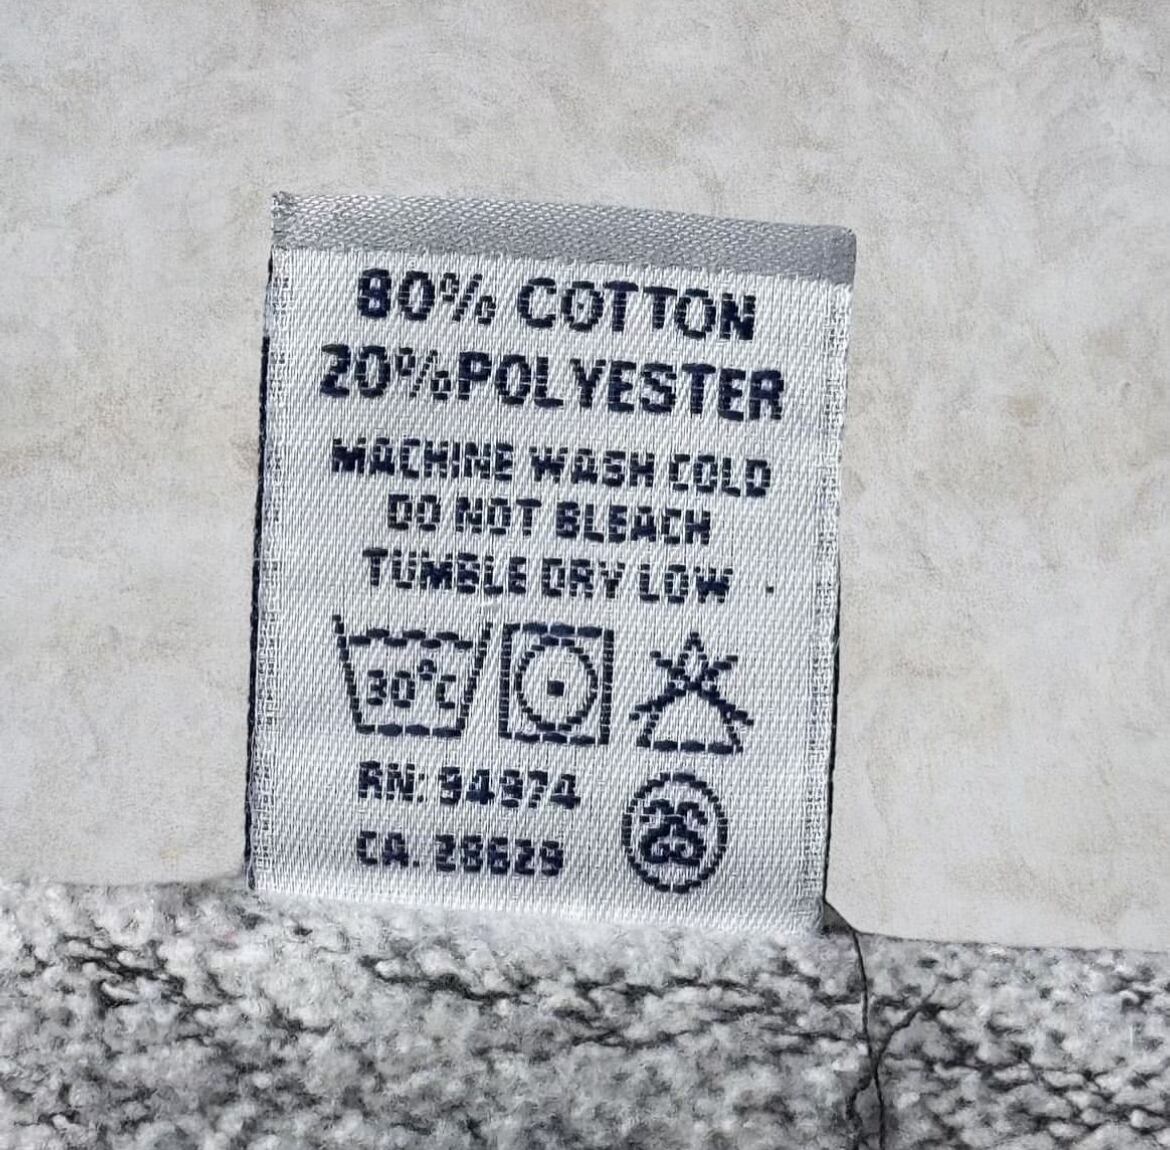 80% COTTON
20% POLYESTER
MACHINE WASH COLD
DO NOT BLEACH
TUMBLE DRY LOW
30°C
RN: 94974
CA. 28629